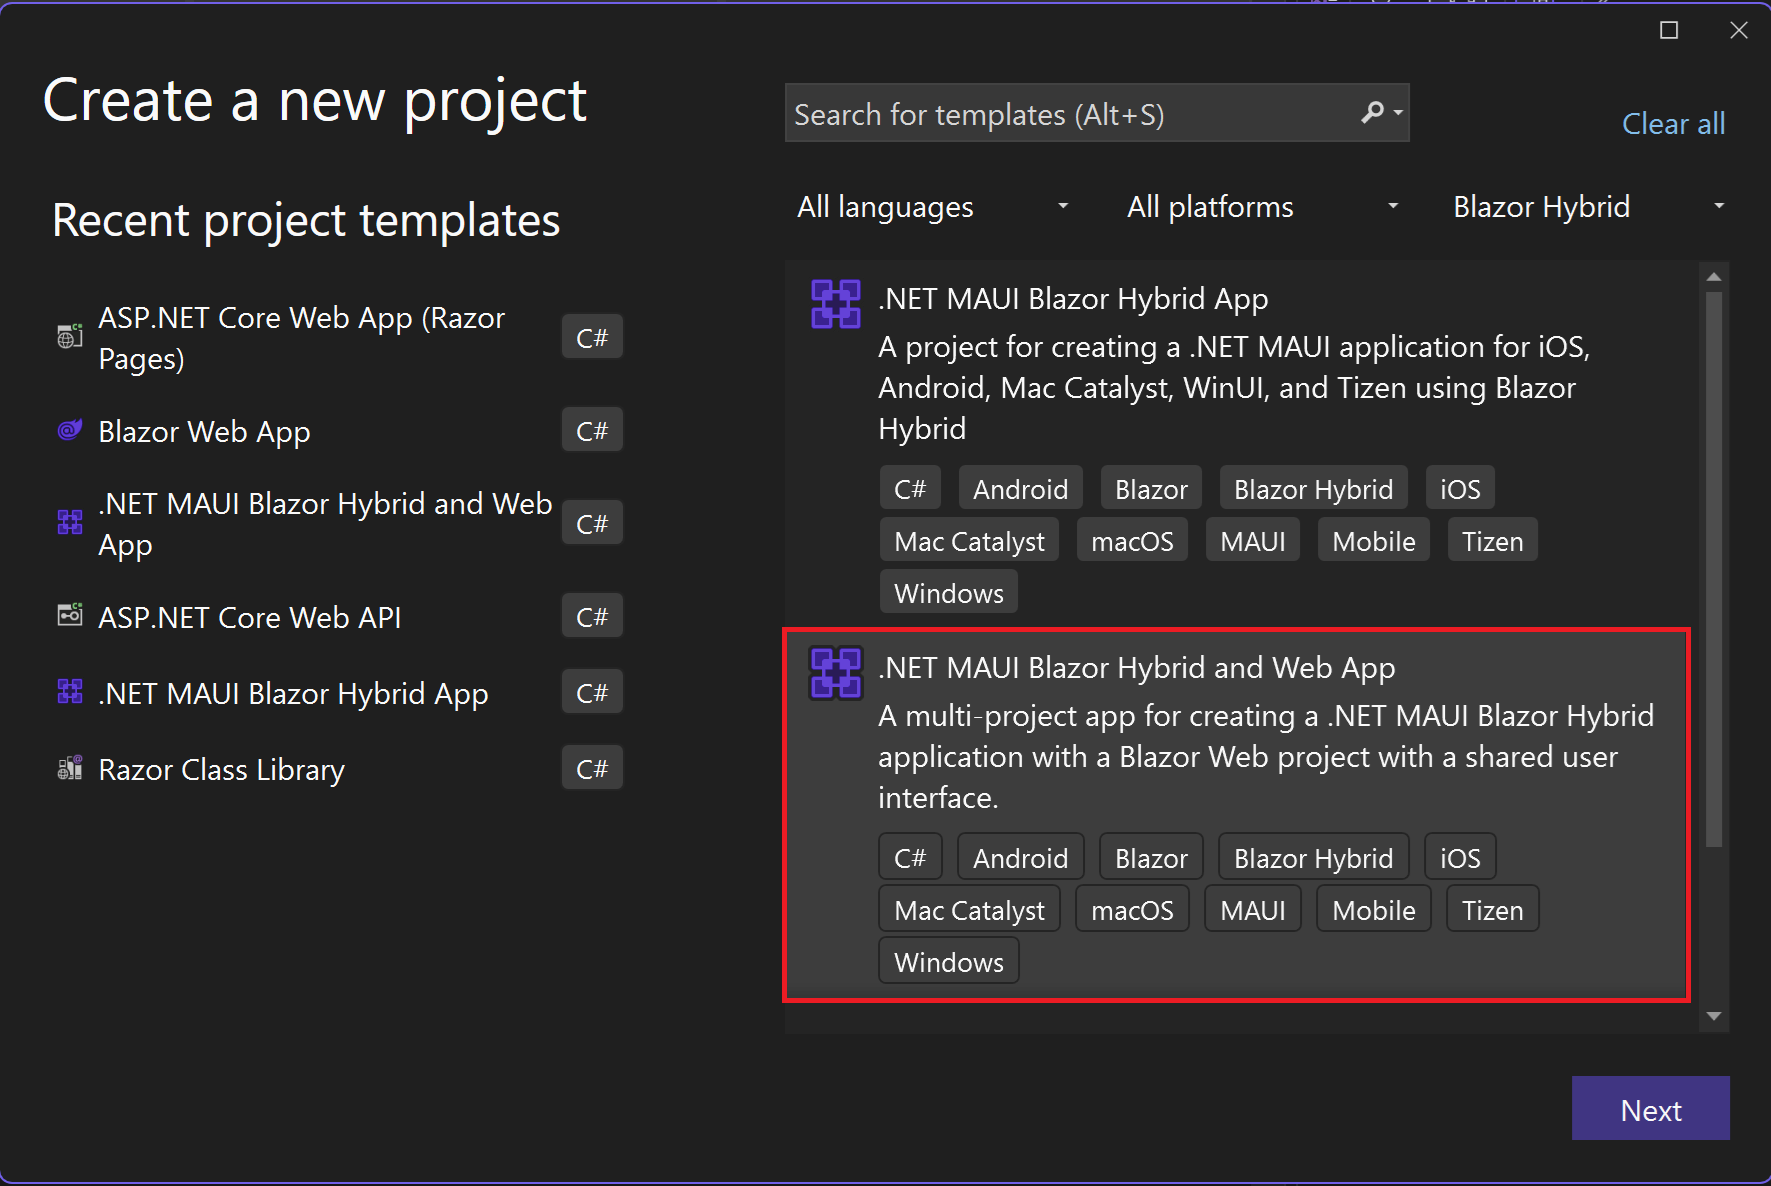 Create a new project
Search for templates (Alt+S)
Clear all
All languages
All platforms
Blazor Hybrid
Recent project templates
ASP.NET Core Web App (Razor
Pages)
C#
Blazor Web App
C#
.NET MAUI Blazor Hybrid and Web
App
C#
ASP.NET Core Web API
C#
.NET MAUI Blazor Hybrid App
C#
Razor Class Library
C#
.NET MAUI Blazor Hybrid App
A project for creating a .NET MAUI application for iOS,
Android, Mac Catalyst, WinUI, and Tizen using Blazor
Hybrid
C# Android Blazor Blazor Hybrid iOS
Mac Catalyst macOS MAUI Mobile Tizen
Windows
.NET MAUI Blazor Hybrid and Web App
A multi-project app for creating a .NET MAUI Blazor Hybrid
application with a Blazor Web project with a shared user
interface.
C# Android Blazor Blazor Hybrid iOS
Mac Catalyst macOS MAUI Mobile Tizen
Windows
Next